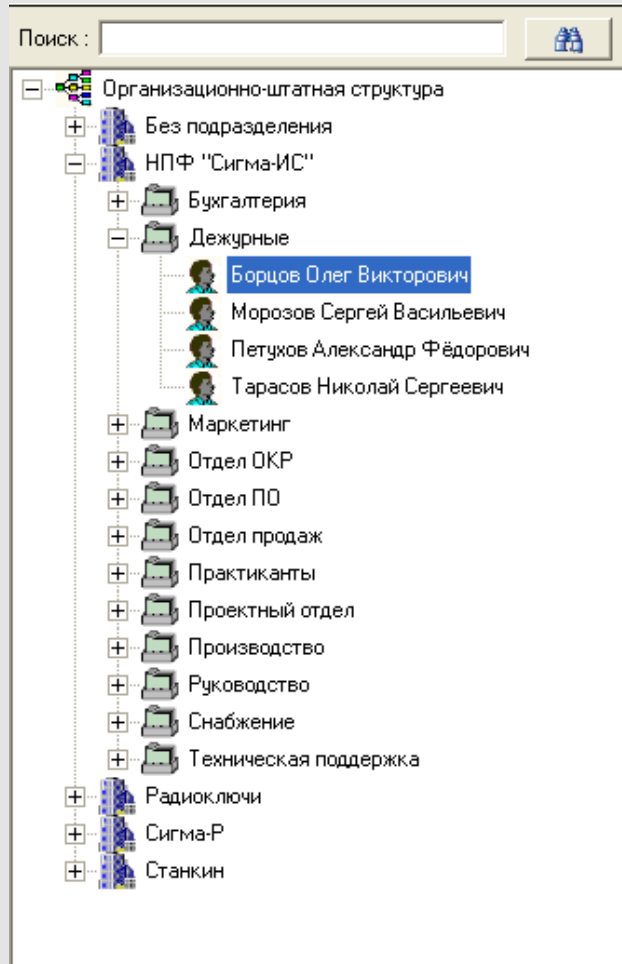 Поиск :
Организационно-штатная структура
Без подразделения
НПФ "Сигма-ИС"
Бухгалтерия
Дежурные
Борцов Олег Викторович
Морозов Сергей Васильевич
Петухов Александр Фёдорович
Тарасов Николай Сергеевич
Маркетинг
Отдел ОКР
Отдел ПО
Отдел продаж
Практиканты
Проектный отдел
Производство
Руководство
Снабжение
Техническая поддержка
Радиоключи
Сигма-Р
Станкин